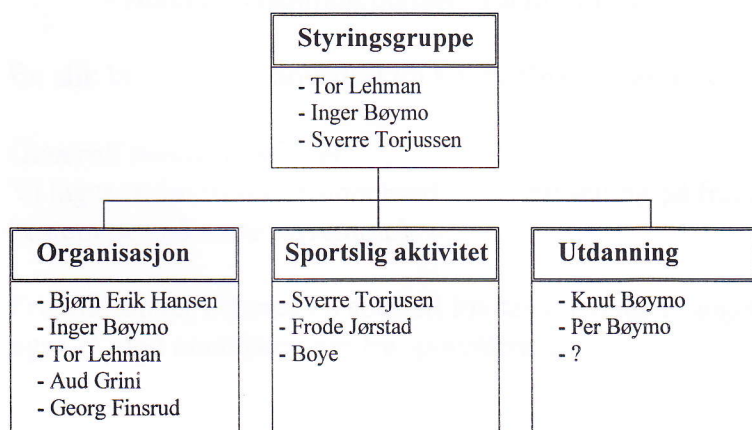 Styringsgruppe
- Tor Lehman
- Inger Bøymo
- Sverre Torjussen
Organisasjon
- Bjørn Erik Hansen
- Inger Bøymo
- Tor Lehman
- Aud Grini
- Georg Finsrud
Sportslig aktivitet
- Sverre Torjusen
- Frode Jørstad
- Boye
Utdanning
- Knut Bøymo
- Per Bøymo
- ?